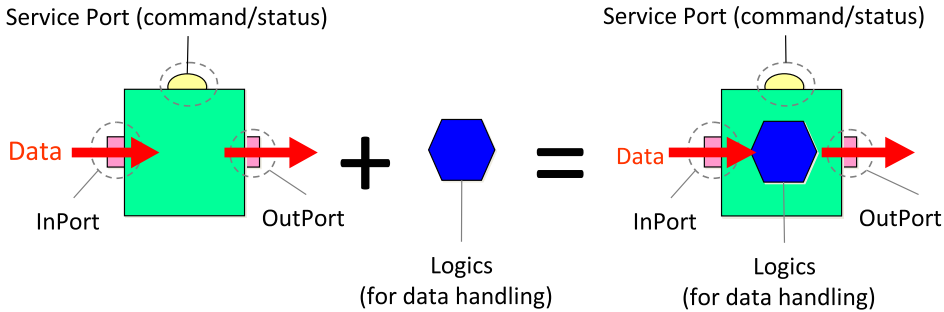 Service Port (command/status)
Data
InPort
OutPort
+
Logics
(for data handling)
=
Service Port (command/status)
Data
InPort
OutPort
Logics
(for data handling)